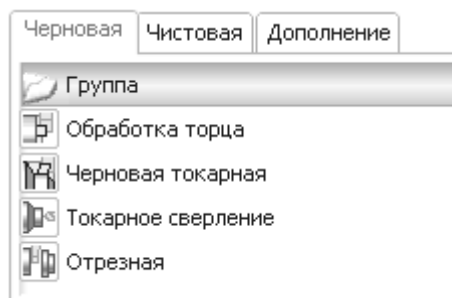 Черновая Чистовая Дополнение
Группа
Обработка торца
Черновая токарная
Токарное сверление
Отрезная